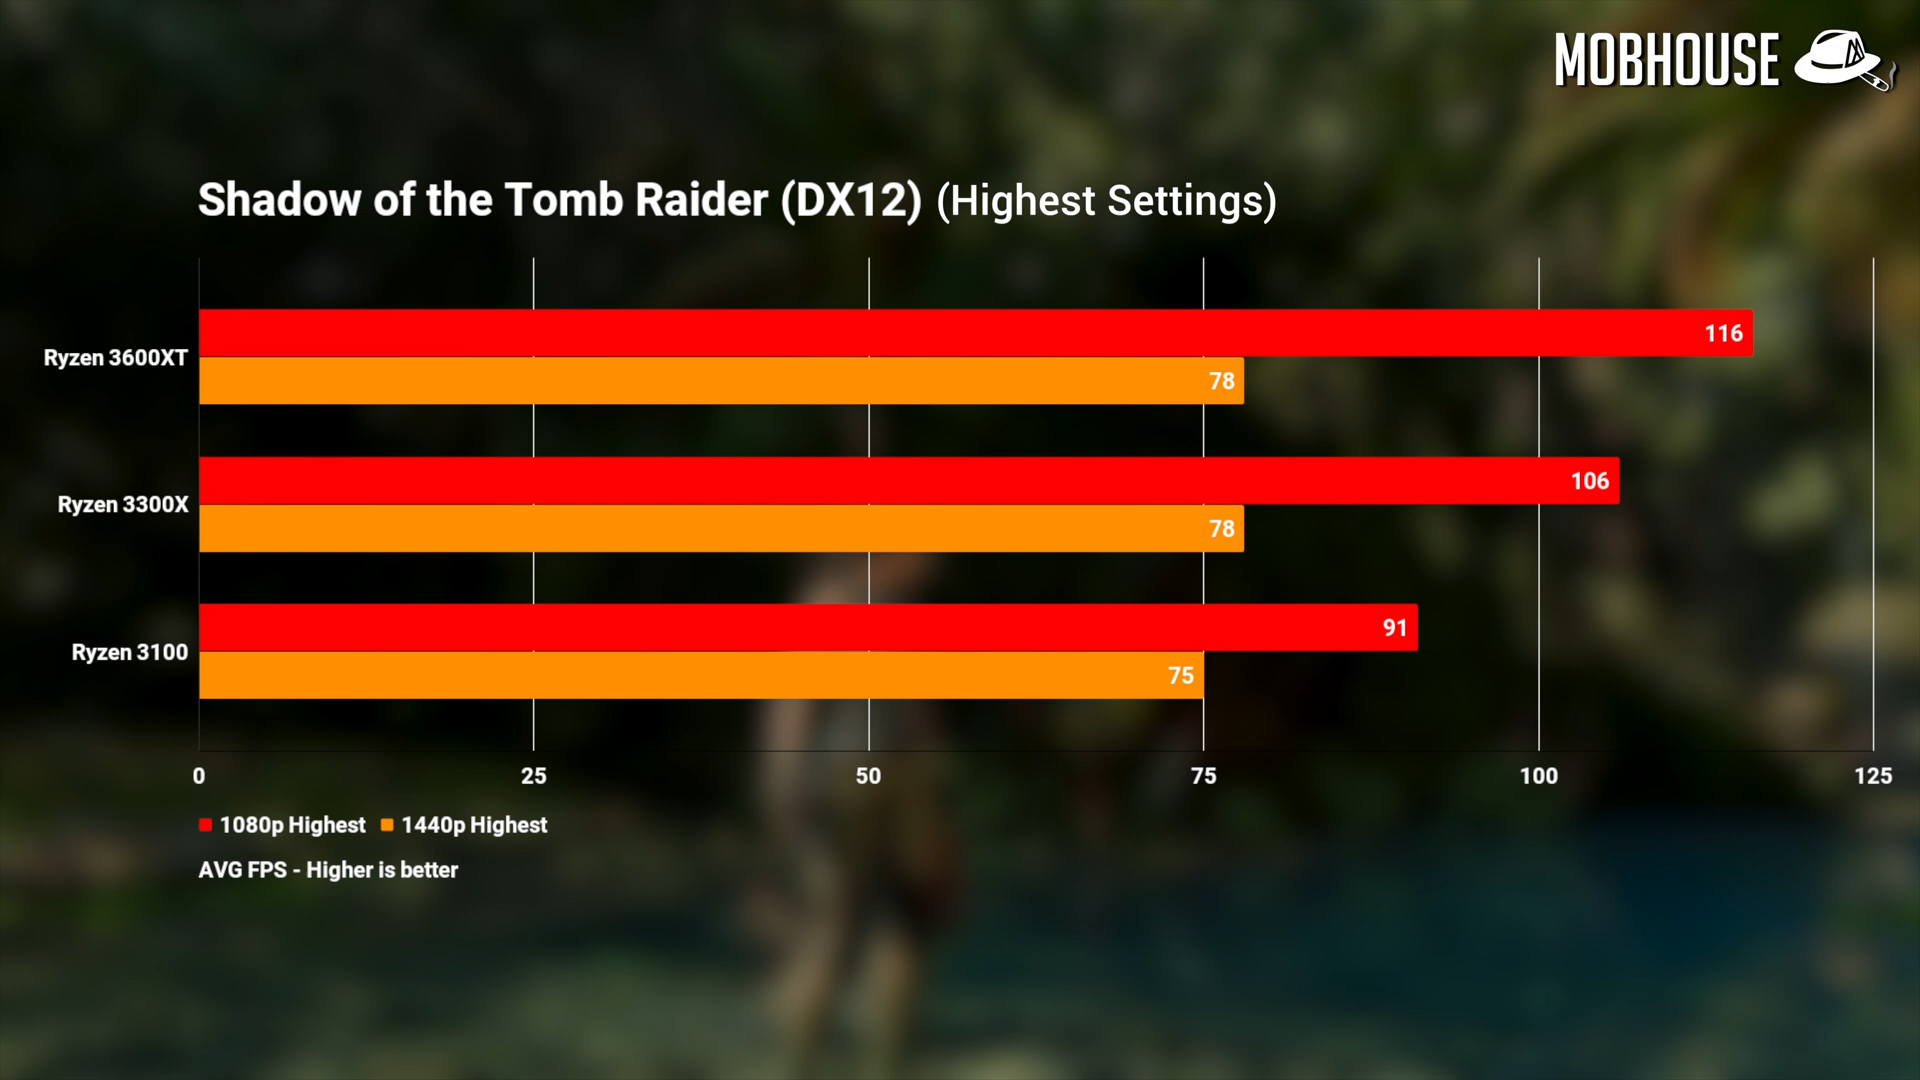 MOBHOUSE
Shadow of the Tomb Raider (DX12) (Highest Settings)
Ryzen 3600XT
116
78
Ryzen 3300X
106
78
Ryzen 3100
91
75
0 25 50 75 100 125
1080p Highest 1440p Highest
AVG FPS - Higher is better